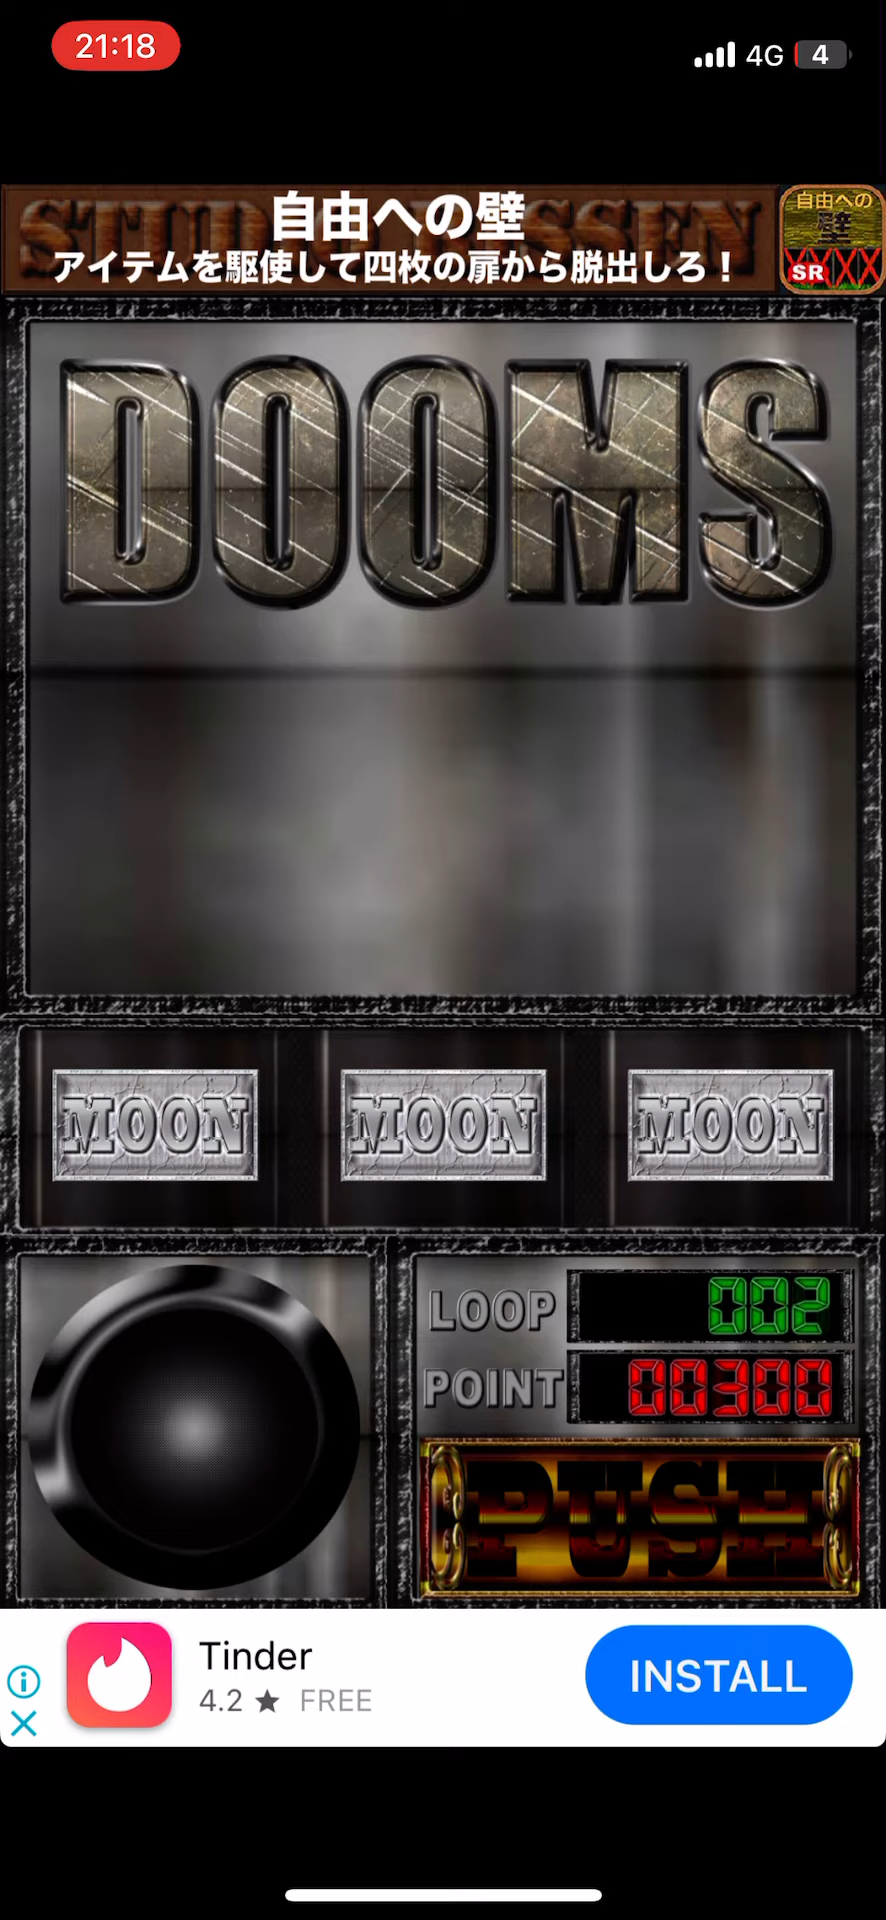 21:18
4G 4
STUDIO RISSEN
自由への壁
アイテムを駆使して四枚の扉から脱出しろ！
自由への
壁
SR
DOOMS
MOON MOON MOON
LOOP 002
POINT 00300
PUSH
Tinder
4.2 ★ FREE
INSTALL